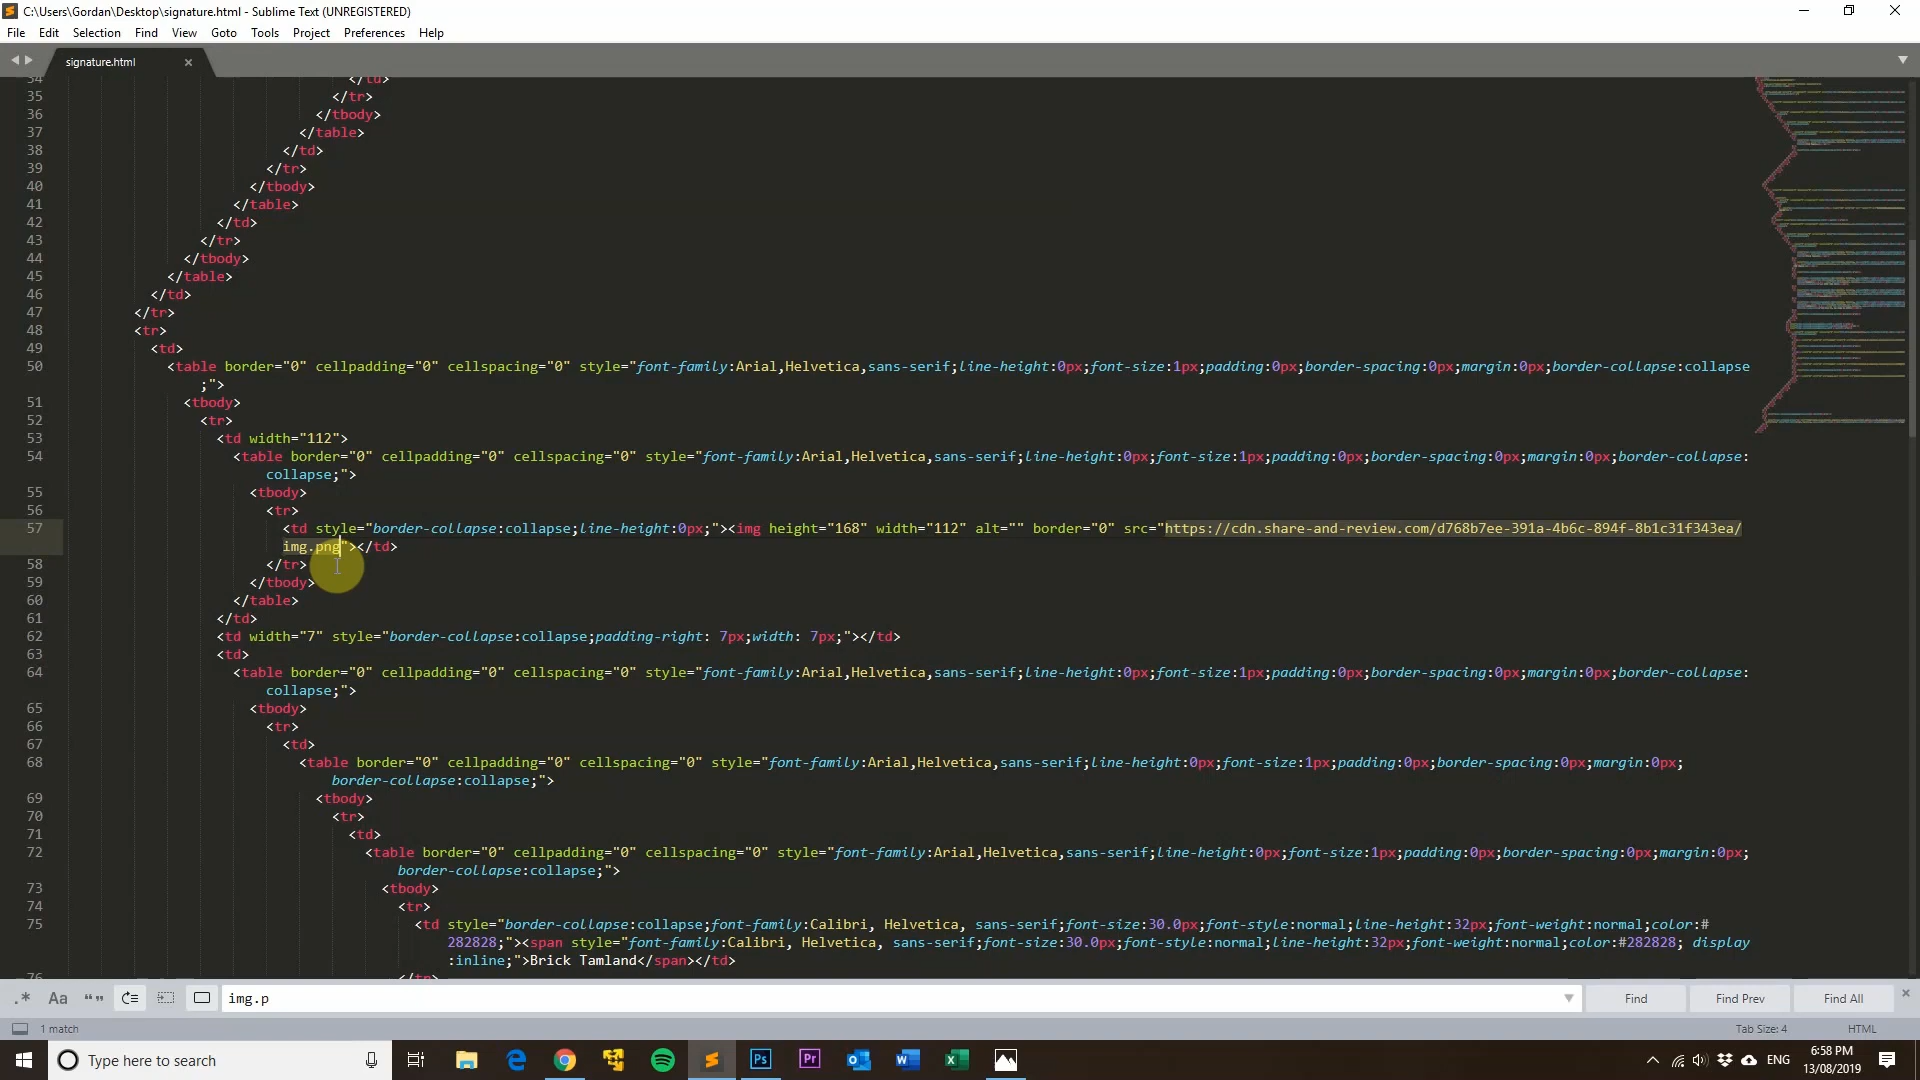 C:\Users\Gordan\Desktop\signature.html - Sublime Text (UNREGISTERED)
File Edit Selection Find View Goto Tools Project Preferences Help
signature.html
34 </td>
35 </tr>
36 </tbody>
37 </table>
38 </td>
39 </tr>
40 </tbody>
41 </table>
42 </td>
43 </tr>
44 </tbody>
45 </table>
46 </td>
47 </tr>
48 <tr>
49 <td>
50 <table border="0" cellpadding="0" cellspacing="0" style="font-family:Arial,Helvetica,sans-serif;line-height:0px;font-size:1px;padding:0px;border-spacing:0px;margin:0px;border-collapse:collapse
;">
51 <tbody>
52 <tr>
53 <td width="112">
54 <table border="0" cellpadding="0" cellspacing="0" style="font-family:Arial,Helvetica,sans-serif;line-height:0px;font-size:1px;padding:0px;border-spacing:0px;margin:0px;border-collapse:
collapse;">
55 <tbody>
56 <tr>
57 <td style="border-collapse:collapse;line-height:0px;"><img height="168" width="112" alt="" border="0" src="https://cdn.share-and-review.com/d768b7ee-391a-4b6c-894f-8b1c31f343ea/
img.png"></td>
58 </tr>
59 </tbody>
60 </table>
61 </td>
62 <td width="7" style="border-collapse:collapse;padding-right: 7px;width: 7px;"></td>
63 <td>
64 <table border="0" cellpadding="0" cellspacing="0" style="font-family:Arial,Helvetica,sans-serif;line-height:0px;font-size:1px;padding:0px;border-spacing:0px;margin:0px;border-collapse:
collapse;">
65 <tbody>
66 <tr>
67 <td>
68 <table border="0" cellpadding="0" cellspacing="0" style="font-family:Arial,Helvetica,sans-serif;line-height:0px;font-size:1px;padding:0px;border-spacing:0px;margin:0px;
border-collapse:collapse;">
69 <tbody>
70 <tr>
71 <td>
72 <table border="0" cellpadding="0" cellspacing="0" style="font-family:Arial,Helvetica,sans-serif;line-height:0px;font-size:1px;padding:0px;border-spacing:0px;margin:0px;
border-collapse:collapse;">
73 <tbody>
74 <tr>
75 <td style="border-collapse:collapse;font-family:Calibri, Helvetica, sans-serif;font-size:30.0px;font-style:normal;line-height:32px;font-weight:normal;color:#
282828;"><span style="font-family:Calibri, Helvetica, sans-serif;font-size:30.0px;font-style:normal;line-height:32px;font-weight:normal;color:#282828; display
:inline;">Brick Tamland</span></td>
76 </tr>
.* Aa “” img.p Find Find Prev Find All
1 match Tab Size: 4 HTML
Type here to search Ps Pr ENG 6:58 PM
13/08/2019